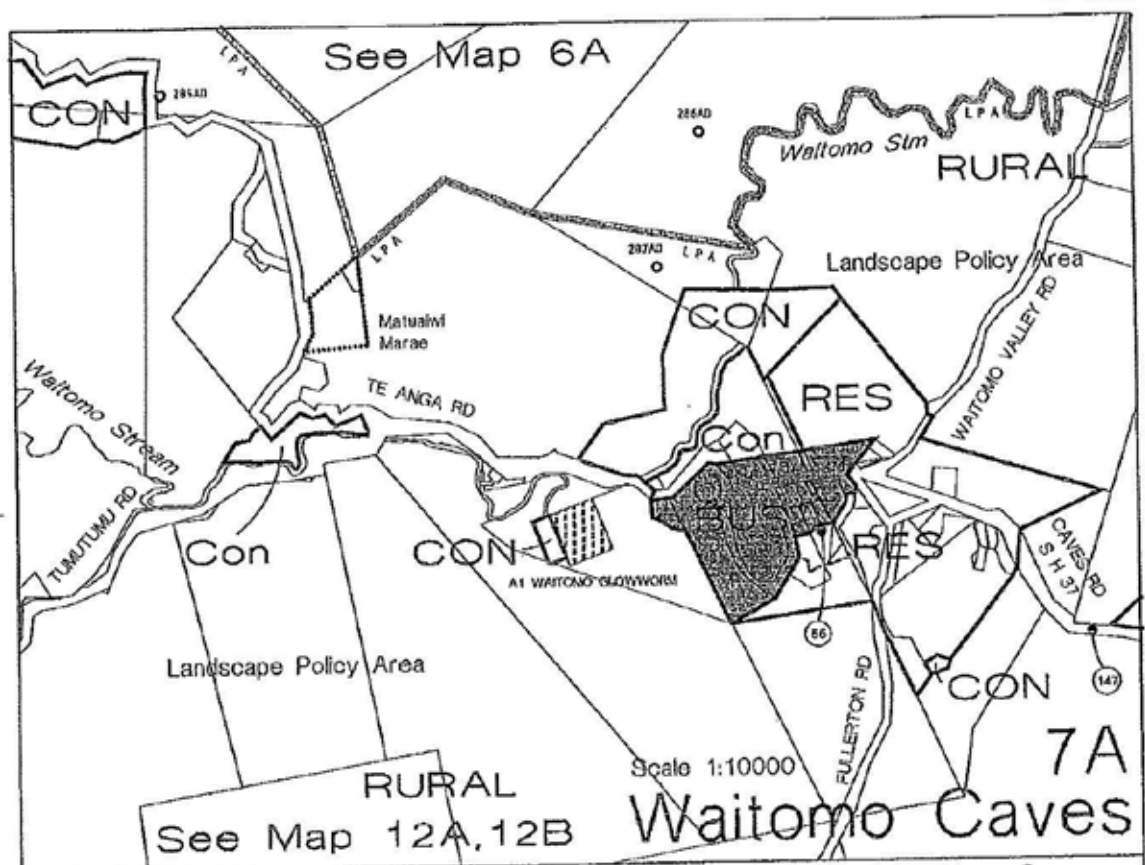 See Map 6A
LPA
CON
285AD
286AD
LPA
Waitomo Stm
RURAL
LPA
287AD
LPA
Landscape Policy Area
CON
Matuaiwi
Marae
WAITOMO VALLEY RD
Waitomo Stream
TE ANGA RD
RES
Con
TUMUTUMU RD
Con
CON
BUS
RES
CAVES RD
S H 37
A1 WAITOMO GLOWWORM
66
147
Landscape Policy Area
CON
FULLERTON RD
7A
Scale 1:10000
RURAL
Waitomo Caves
See Map 12A,12B